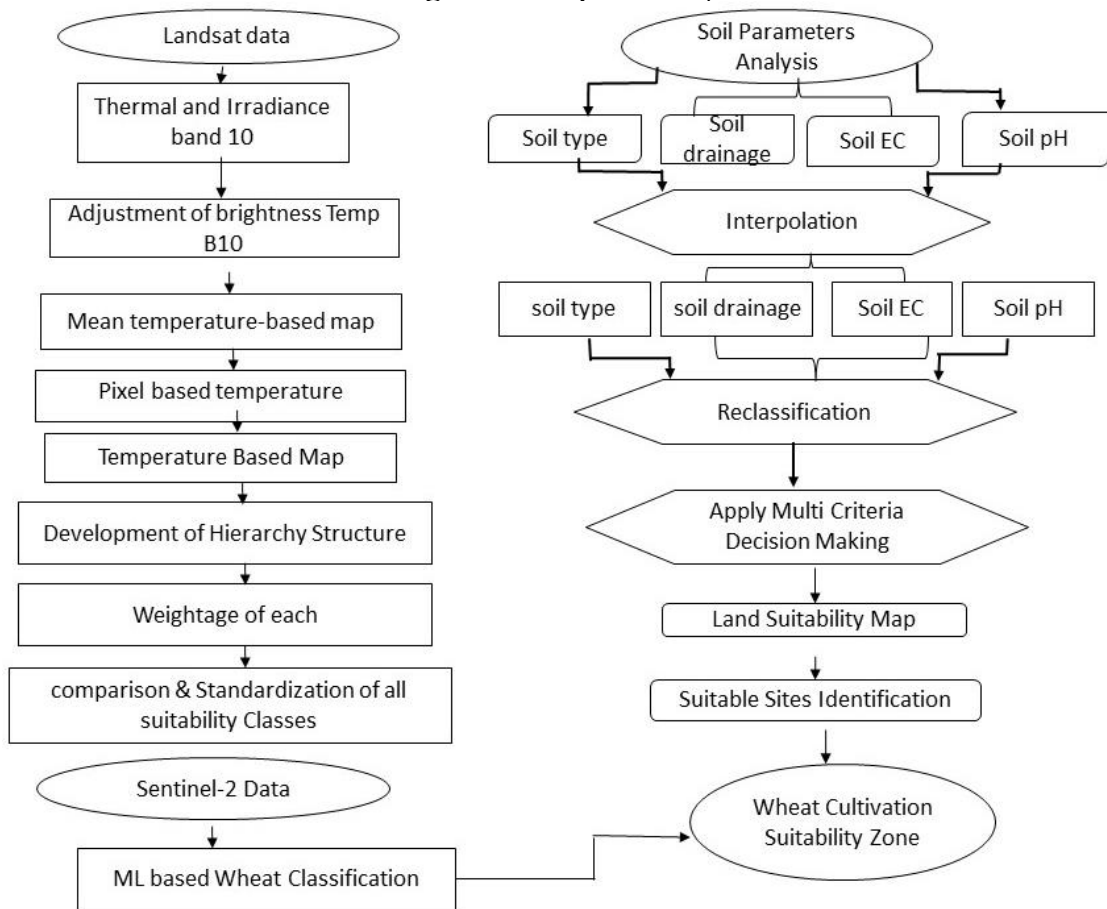 Landsat data
Thermal and Irradiance
band 10
Adjustment of brightness Temp
B10
Mean temperature-based map
Pixel based temperature
Temperature Based Map
Development of Hierarchy Structure
Weightage of each
comparison & Standardization of all
suitability Classes
Sentinel-2 Data
ML based Wheat Classification
Soil Parameters
Analysis
Soil type
Soil
drainage
Soil EC
Soil pH
Interpolation
soil type
soil drainage
Soil EC
Soil pH
Reclassification
Apply Multi Criteria
Decision Making
Land Suitability Map
Suitable Sites Identification
Wheat Cultivation
Suitability Zone